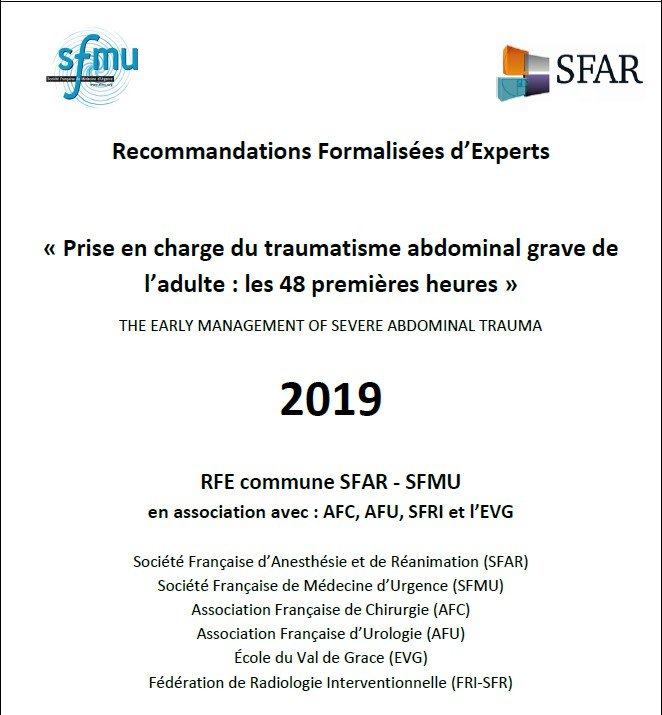 sfmu
Société Française de Médecine d'Urgence
www.sfmu.org
SFAR
Recommandations Formalisées d'Experts
« Prise en charge du traumatisme abdominal grave de
l'adulte : les 48 premières heures »
THE EARLY MANAGEMENT OF SEVERE ABDOMINAL TRAUMA
2019
RFE commune SFAR - SFMU
en association avec : AFC, AFU, SFRI et l'EVG
Société Française d'Anesthésie et de Réanimation (SFAR)
Société Française de Médecine d'Urgence (SFMU)
Association Française de Chirurgie (AFC)
Association Française d'Urologie (AFU)
École du Val de Grace (EVG)
Fédération de Radiologie Interventionnelle (FRI-SFR)